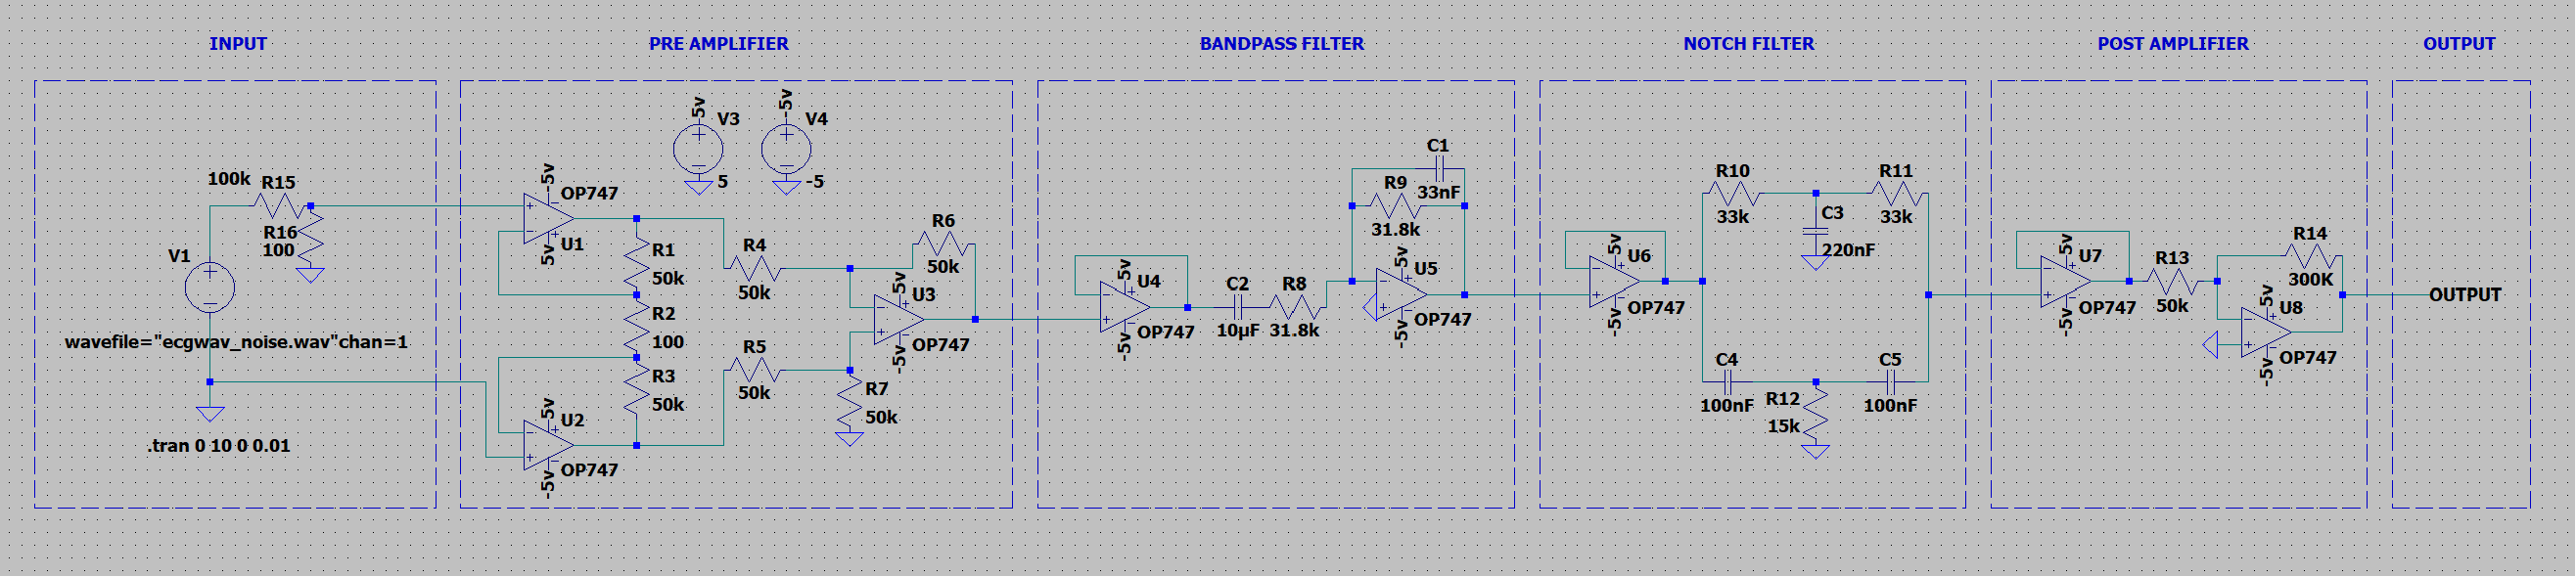 INPUT
PRE AMPLIFIER
BANDPASS FILTER
NOTCH FILTER
POST AMPLIFIER
OUTPUT
100k
R15
R16
100
V1
wavefile="ecgwav_noise.wav"chan=1
.tran 0 10 0 0.01
5v
V3
5
-5v
V4
-5
-5v
OP747
U1
5v
R1
50k
R2
100
R3
50k
5v
U2
OP747
-5v
R4
50k
R5
50k
R6
50k
5v
U3
OP747
-5v
R7
50k
5v
U4
OP747
-5v
C2
10µF
R8
31.8k
C1
33nF
R9
31.8k
5v
U5
OP747
-5v
5v
U6
OP747
-5v
R10
33k
R11
33k
C3
220nF
C4
100nF
R12
15k
C5
100nF
5v
U7
OP747
-5v
R13
50k
R14
300K
5v
U8
OP747
-5v
OUTPUT